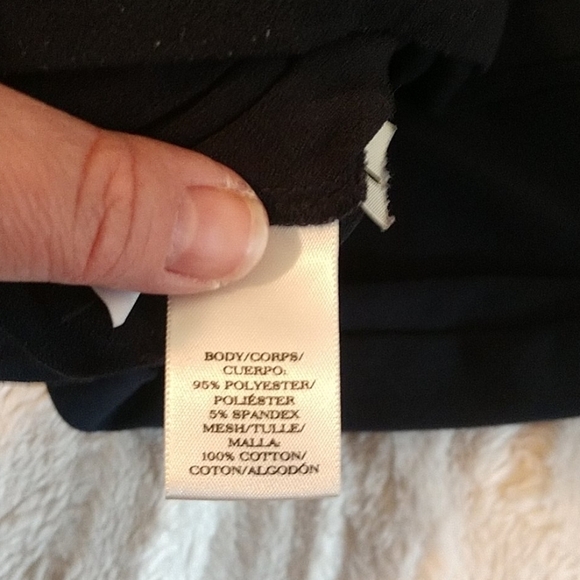 BODY/CORPS/
CUERPO:
95% POLYESTER/
POLIÉSTER
5% SPANDEX
MESH/TULLE/
MALLA:
100% COTTON/
COTON/ALGODÓN